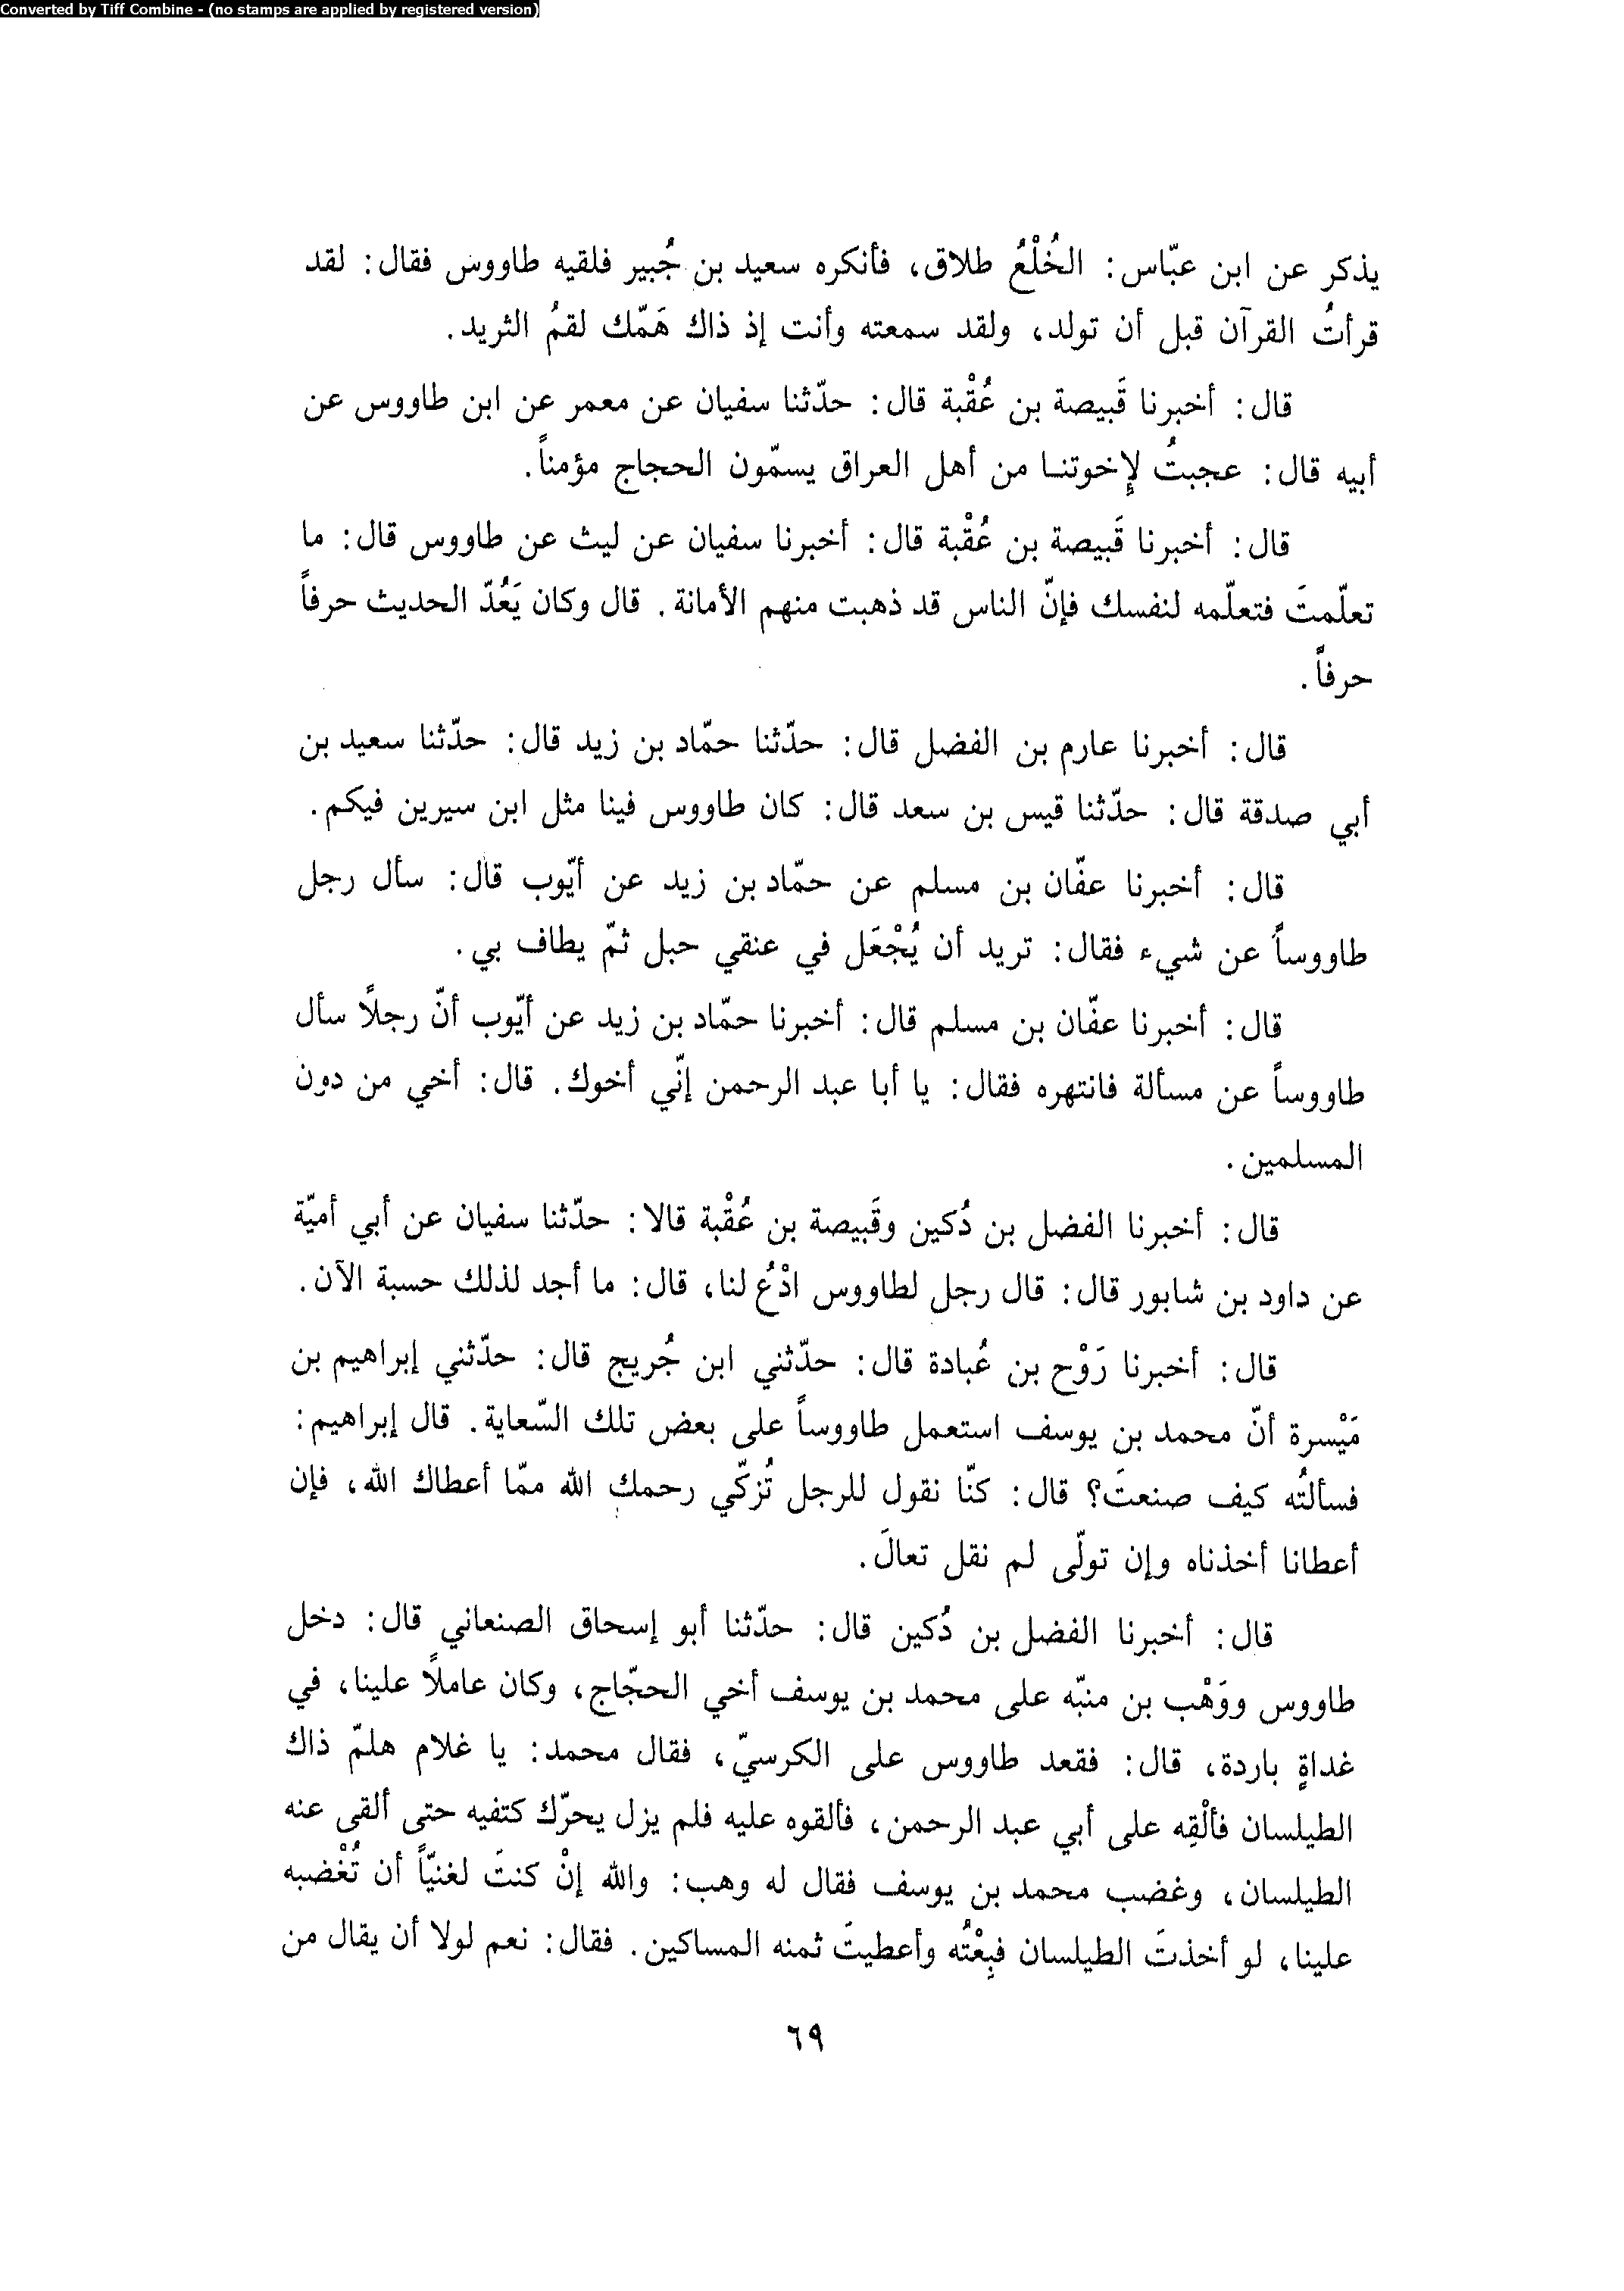 Converted by Tiff Combine - (no stamps are applied by registered version)
يذكر عن ابن عبّاس: الخُلْعُ طلاق، فأنكره سعيد بن جُبير فلقيه طاووس فقال: لقد
قرأتُ القرآن قبل أن تولد، ولقد سمعته وأنت إذ ذاك هَمّك لقمُ الثريد.
قال: أخبرنا قَبيصة بن عُقْبة قال: حدّثنا سفيان عن معمر عن ابن طاووس عن
أبيه قال: عجبتُ لإِخوتنا من أهل العراق يسمّون الحجاج مؤمناً.
قال: أخبرنا قَبيصة بن عُقْبة قال: أخبرنا سفيان عن ليث عن طاووس قال: ما
تعلّمتَ فتعلّمه لنفسك فإنّ الناس قد ذهبت منهم الأمانة. قال وكان يَعُدّ الحديث حرفاً
حرفاً.
قال: أخبرنا عارم بن الفضل قال: حدّثنا حمّاد بن زيد قال: حدّثنا سعيد بن
أبي صدقة قال: حدّثنا قيس بن سعد قال: كان طاووس فينا مثل ابن سيرين فيكم.
قال: أخبرنا عفّان بن مسلم عن حمّاد بن زيد عن أيّوب قال: سأل رجل
طاووساً عن شيء فقال: تريد أن يُجْعَل في عنقي حبل ثمّ يطاف بي.
قال: أخبرنا عفّان بن مسلم قال: أخبرنا حمّاد بن زيد عن أيّوب أنّ رجلاً سأل
طاووساً عن مسألة فانتهره فقال: يا أبا عبد الرحمن إنّي أخوك. قال: أخي من دون
المسلمين.
قال: أخبرنا الفضل بن دُكين وقَبيصة بن عُقْبة قالا: حدّثنا سفيان عن أبي أميّة
عن داود بن شابور قال: قال رجل لطاووس ادْعُ لنا، قال: ما أجد لذلك حسبة الآن.
قال: أخبرنا رَوْح بن عُبادة قال: حدّثني ابن جُريج قال: حدّثني إبراهيم بن
مَيْسرة أنّ محمد بن يوسف استعمل طاووساً على بعض تلك السّعاية. قال إبراهيم:
فسألتُه كيف صنعتَ؟ قال: كنّا نقول للرجل تُزكّي رحمك الله ممّا أعطاك الله، فإن
أعطانا أخذناه وإن تولّى لم نقل تعالَ.
قال: أخبرنا الفضل بن دُكين قال: حدّثنا أبو إسحاق الصنعاني قال: دخل
طاووس ووَهْب بن منبّه على محمد بن يوسف أخي الحجّاج، وكان عاملاً علينا، في
غداةٍ باردة، قال: فقعد طاووس على الكرسيّ، فقال محمد: يا غلام هلمّ ذاك
الطيلسان فألْقِه على أبي عبد الرحمن، فألقوه عليه فلم يزل يحرّك كتفيه حتى ألقى عنه
الطيلسان، وغضب محمد بن يوسف فقال له وهب: والله إنْ كنتَ لغنيّاً أن تُغْضبه
علينا، لو أخذتَ الطيلسان فبِعْتُه وأعطيتَ ثمنه المساكين. فقال: نعم لولا أن يقال من
٦٩